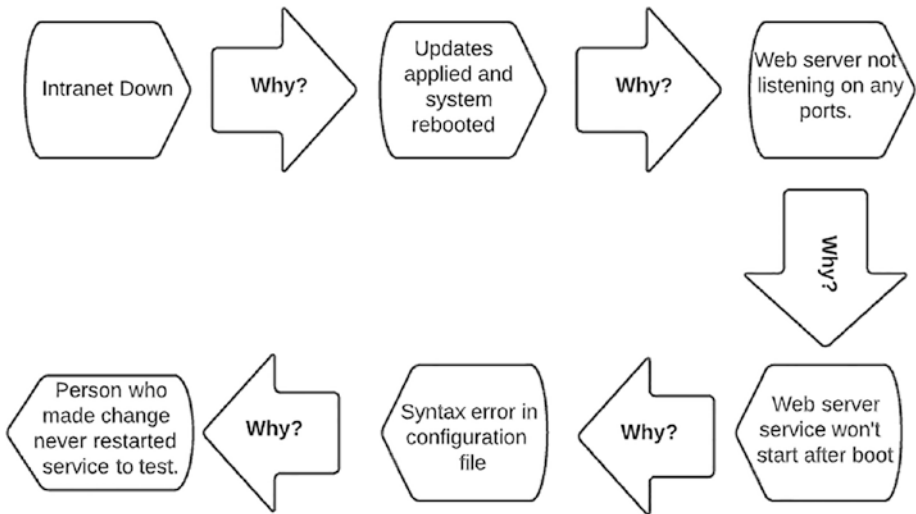 Intranet Down
Why?
Updates
applied and
system
rebooted
Why?
Web server not
listening on any
ports.
Why?
Web server
service won't
start after boot
Why?
Syntax error in
configuration
file
Why?
Person who
made change
never restarted
service to test.